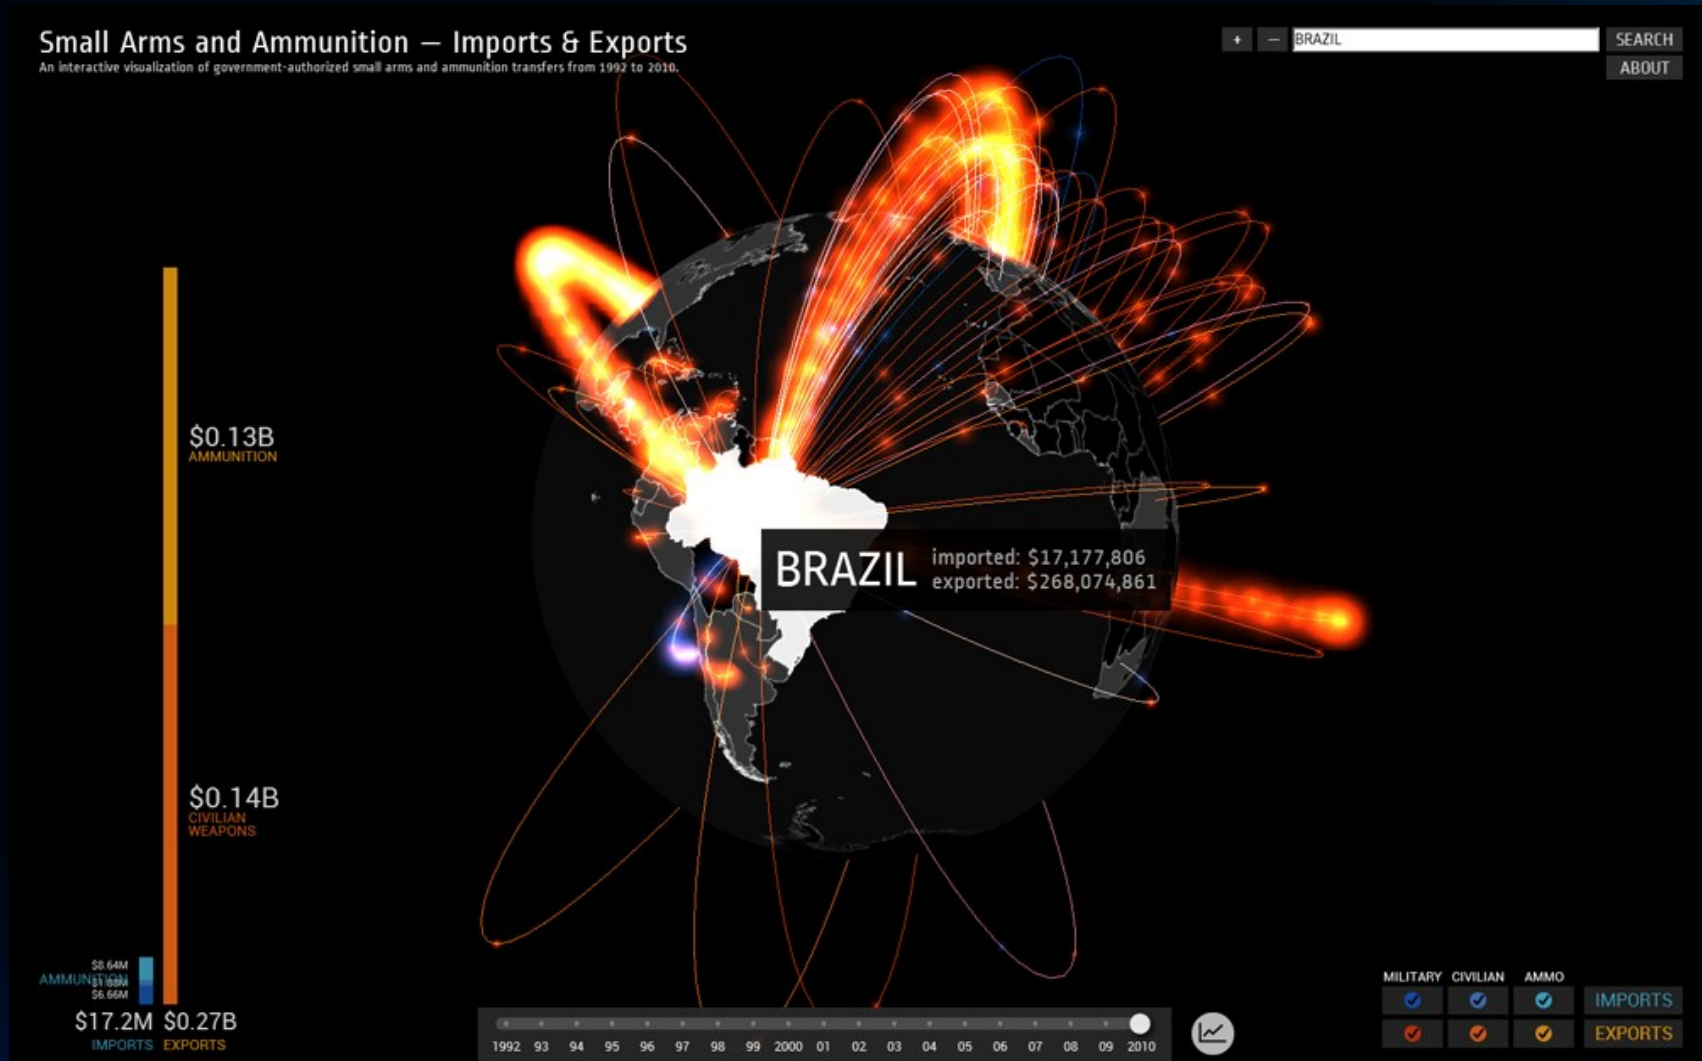 Small Arms and Ammunition — Imports & Exports
An interactive visualization of government-authorized small arms and ammunition transfers from 1992 to 2010.
+ − BRAZIL SEARCH
ABOUT
$0.13B
AMMUNITION
BRAZIL
imported: $17,177,806
exported: $268,074,861
$0.14B
CIVILIAN
WEAPONS
$8.64M
AMMUNITION
$6.66M
$17.2M $0.27B
IMPORTS EXPORTS
1992 93 94 95 96 97 98 99 2000 01 02 03 04 05 06 07 08 09 2010
MILITARY CIVILIAN AMMO
IMPORTS
EXPORTS